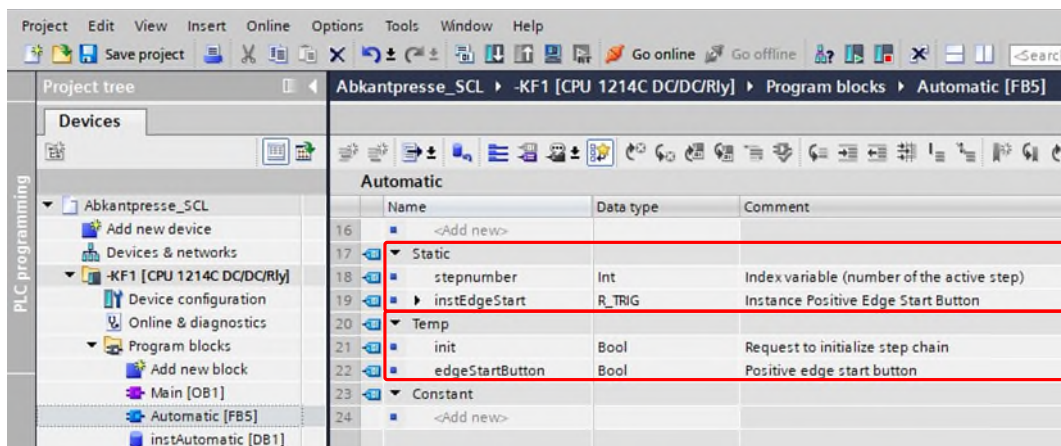 Project Edit View Insert Online Options Tools Window Help
Save project Go online Go offline
Project tree
Abkantpresse_SCL ▸ -KF1 [CPU 1214C DC/DC/Rly] ▸ Program blocks ▸ Automatic [FB5]
Devices
PLC programming
Automatic
Name Data type Comment
Abkantpresse_SCL
Add new device
Devices & networks
-KF1 [CPU 1214C DC/DC/Rly]
Device configuration
Online & diagnostics
Program blocks
Add new block
Main [OB1]
Automatic [FB5]
instAutomatic [DB1]
16 <Add new>
17 Static
18 stepnumber Int Index variable (number of the active step)
19 instEdgeStart R_TRIG Instance Positive Edge Start Button
20 Temp
21 init Bool Request to initialize step chain
22 edgeStartButton Bool Positive edge start button
23 Constant
24 <Add new>